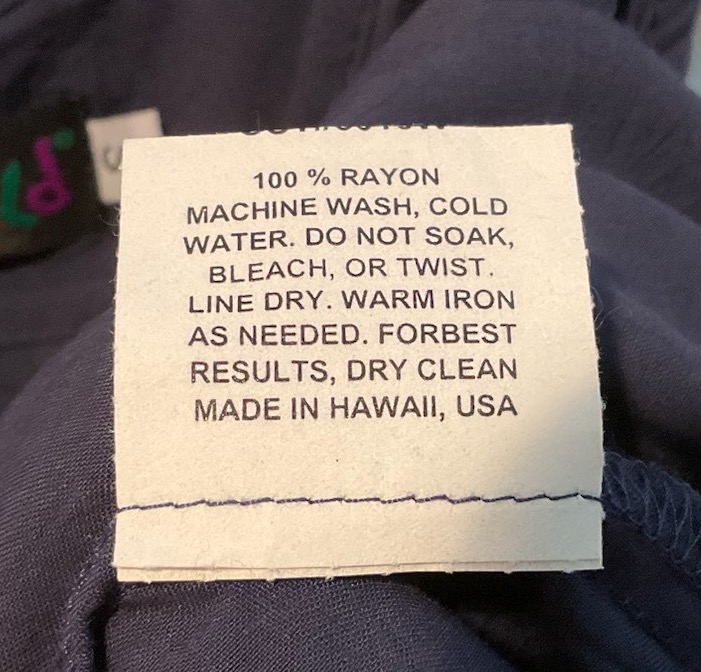 100 % RAYON
MACHINE WASH, COLD
WATER. DO NOT SOAK,
BLEACH, OR TWIST.
LINE DRY. WARM IRON
AS NEEDED. FORBEST
RESULTS, DRY CLEAN
MADE IN HAWAII, USA